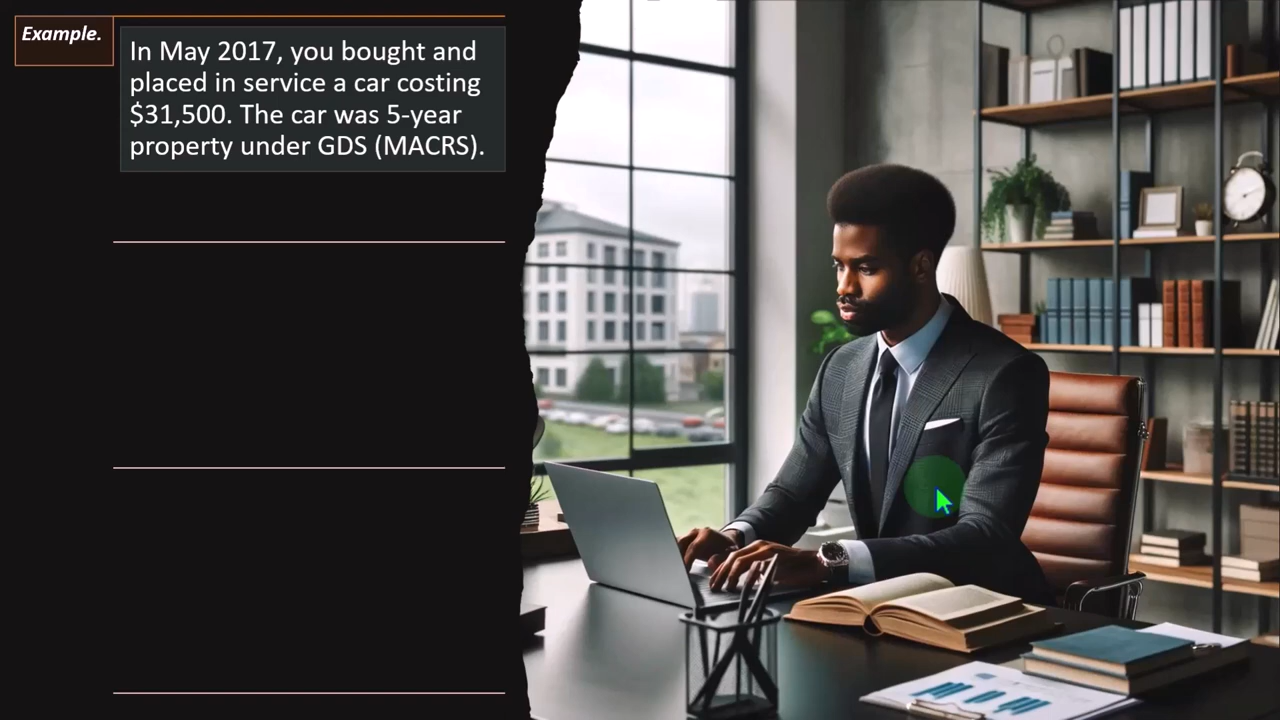 Example.
In May 2017, you bought and
placed in service a car costing
$31,500. The car was 5-year
property under GDS (MACRS).